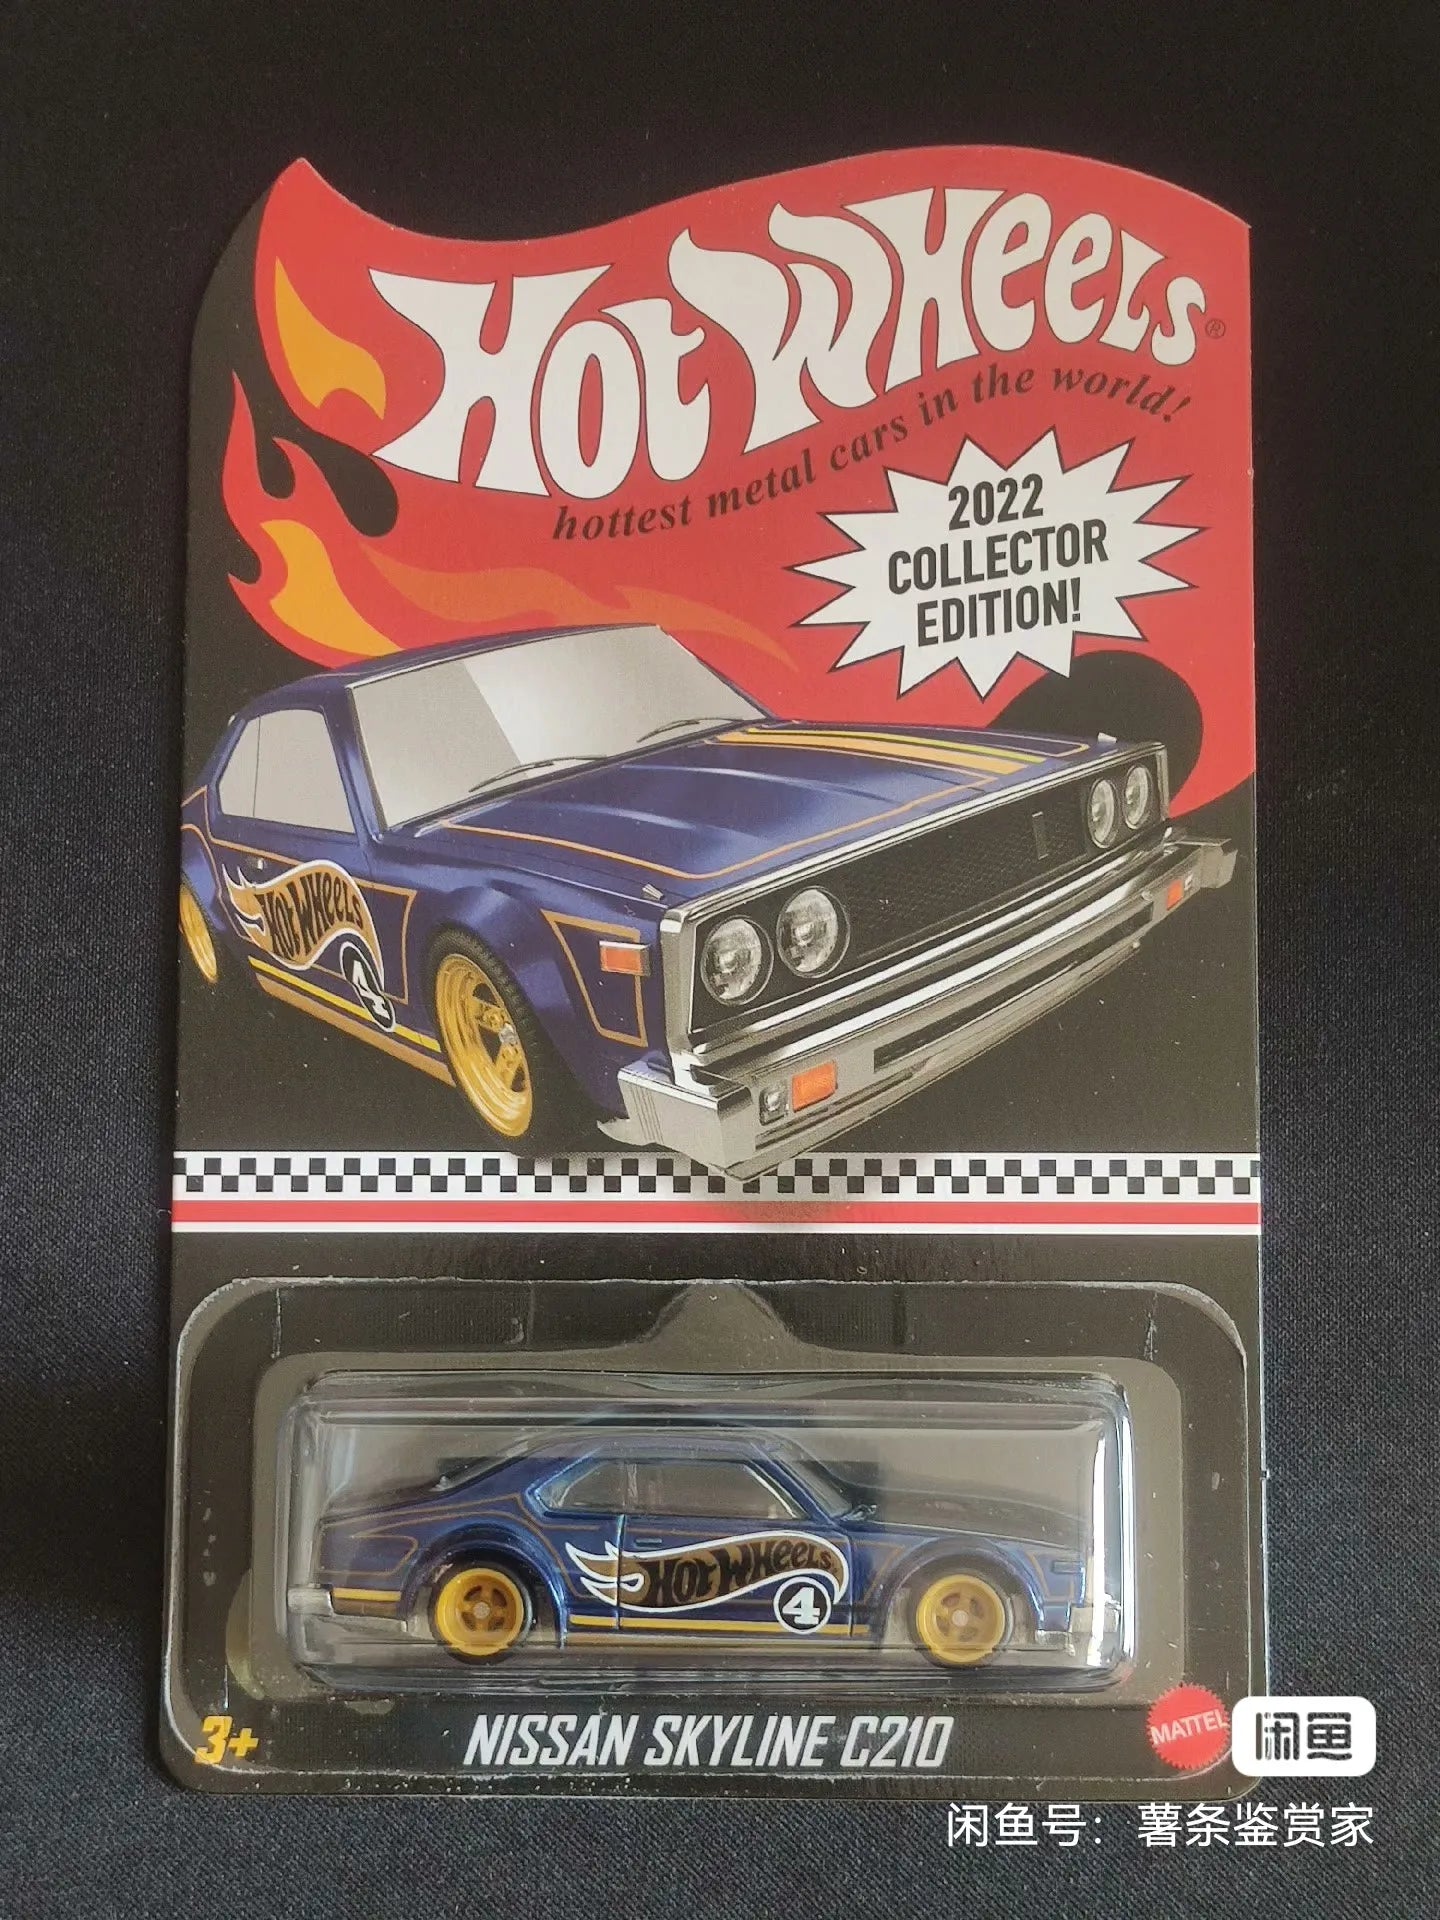 Hot Wheels®
hottest metal cars in the world!
2022
COLLECTOR
EDITION!
Hot Wheels
4
Hot Wheels
4
3+
NISSAN SKYLINE C210
MATTEL
闲鱼
闲鱼号：薯条鉴赏家